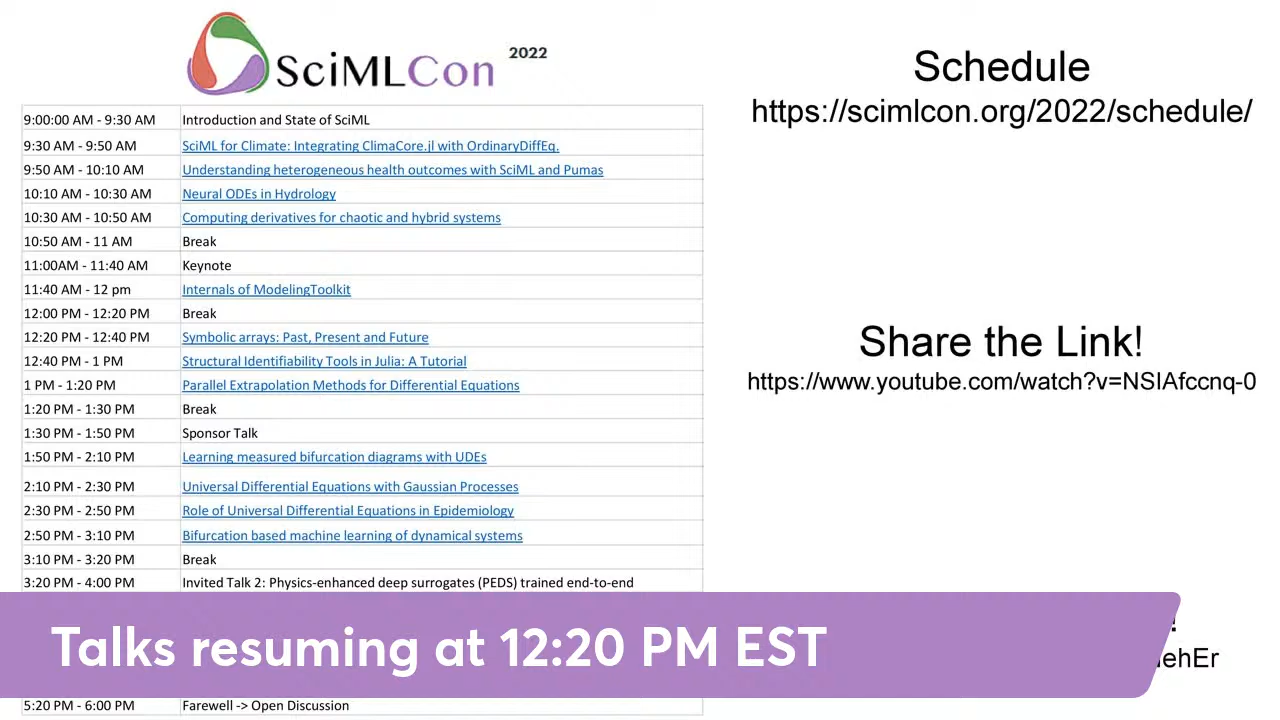 SciMLCon 2022
9:00:00 AM - 9:30 AM Introduction and State of SciML
9:30 AM - 9:50 AM SciML for Climate: Integrating ClimaCore.jl with OrdinaryDiffEq.
9:50 AM - 10:10 AM Understanding heterogeneous health outcomes with SciML and Pumas
10:10 AM - 10:30 AM Neural ODEs in Hydrology
10:30 AM - 10:50 AM Computing derivatives for chaotic and hybrid systems
10:50 AM - 11 AM Break
11:00AM - 11:40 AM Keynote
11:40 AM - 12 pm Internals of ModelingToolkit
12:00 PM - 12:20 PM Break
12:20 PM - 12:40 PM Symbolic arrays: Past, Present and Future
12:40 PM - 1 PM Structural Identifiability Tools in Julia: A Tutorial
1 PM - 1:20 PM Parallel Extrapolation Methods for Differential Equations
1:20 PM - 1:30 PM Break
1:30 PM - 1:50 PM Sponsor Talk
1:50 PM - 2:10 PM Learning measured bifurcation diagrams with UDEs
2:10 PM - 2:30 PM Universal Differential Equations with Gaussian Processes
2:30 PM - 2:50 PM Role of Universal Differential Equations in Epidemiology
2:50 PM - 3:10 PM Bifurcation based machine learning of dynamical systems
3:10 PM - 3:20 PM Break
3:20 PM - 4:00 PM Invited Talk 2: Physics-enhanced deep surrogates (PEDS) trained end-to-end
5:20 PM - 6:00 PM Farewell -> Open Discussion
Schedule
https://scimlcon.org/2022/schedule/
Share the Link!
https://www.youtube.com/watch?v=NSIAfccnq-0
Talks resuming at 12:20 PM EST